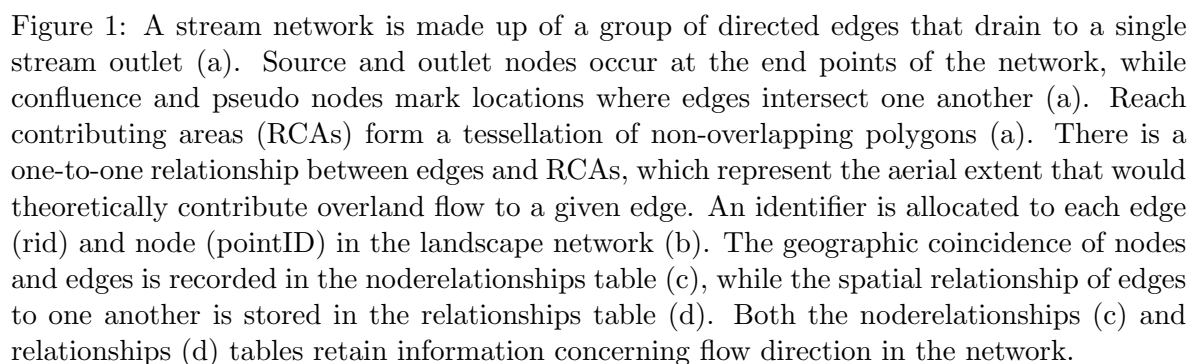 Figure 1: A stream network is made up of a group of directed edges that drain to a single
stream outlet (a). Source and outlet nodes occur at the end points of the network, while
confluence and pseudo nodes mark locations where edges intersect one another (a). Reach
contributing areas (RCAs) form a tessellation of non-overlapping polygons (a). There is a
one-to-one relationship between edges and RCAs, which represent the aerial extent that would
theoretically contribute overland flow to a given edge. An identifier is allocated to each edge
(rid) and node (pointID) in the landscape network (b). The geographic coincidence of nodes
and edges is recorded in the noderelationships table (c), while the spatial relationship of edges
to one another is stored in the relationships table (d). Both the noderelationships (c) and
relationships (d) tables retain information concerning flow direction in the network.